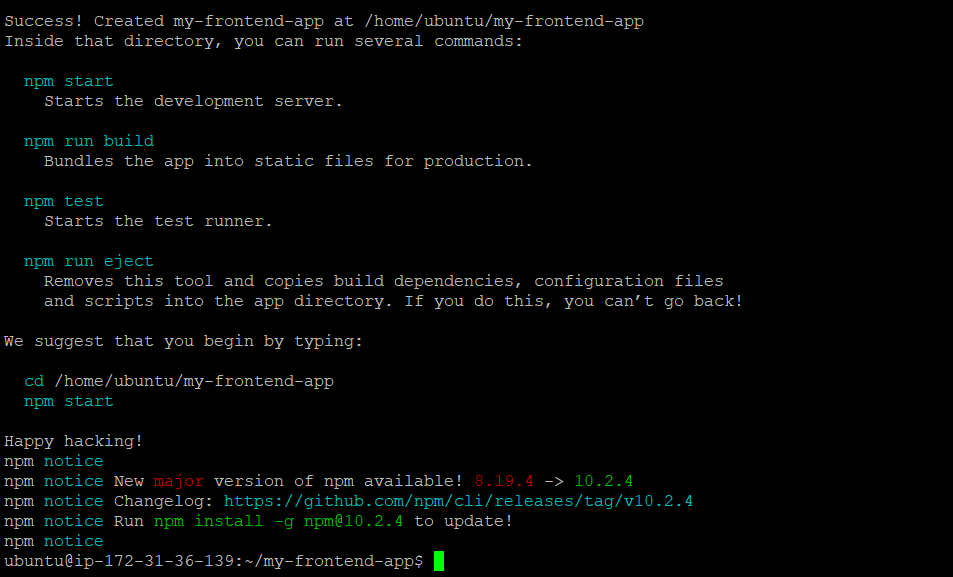 Success! Created my-frontend-app at /home/ubuntu/my-frontend-app
Inside that directory, you can run several commands:
npm start
Starts the development server.
npm run build
Bundles the app into static files for production.
npm test
Starts the test runner.
npm run eject
Removes this tool and copies build dependencies, configuration files
and scripts into the app directory. If you do this, you can’t go back!
We suggest that you begin by typing:
cd /home/ubuntu/my-frontend-app
npm start
Happy hacking!
npm notice
npm notice New major version of npm available! 8.19.4 -> 10.2.4
npm notice Changelog: https://github.com/npm/cli/releases/tag/v10.2.4
npm notice Run npm install -g npm@10.2.4 to update!
npm notice
ubuntu@ip-172-31-36-139:~/my-frontend-app$